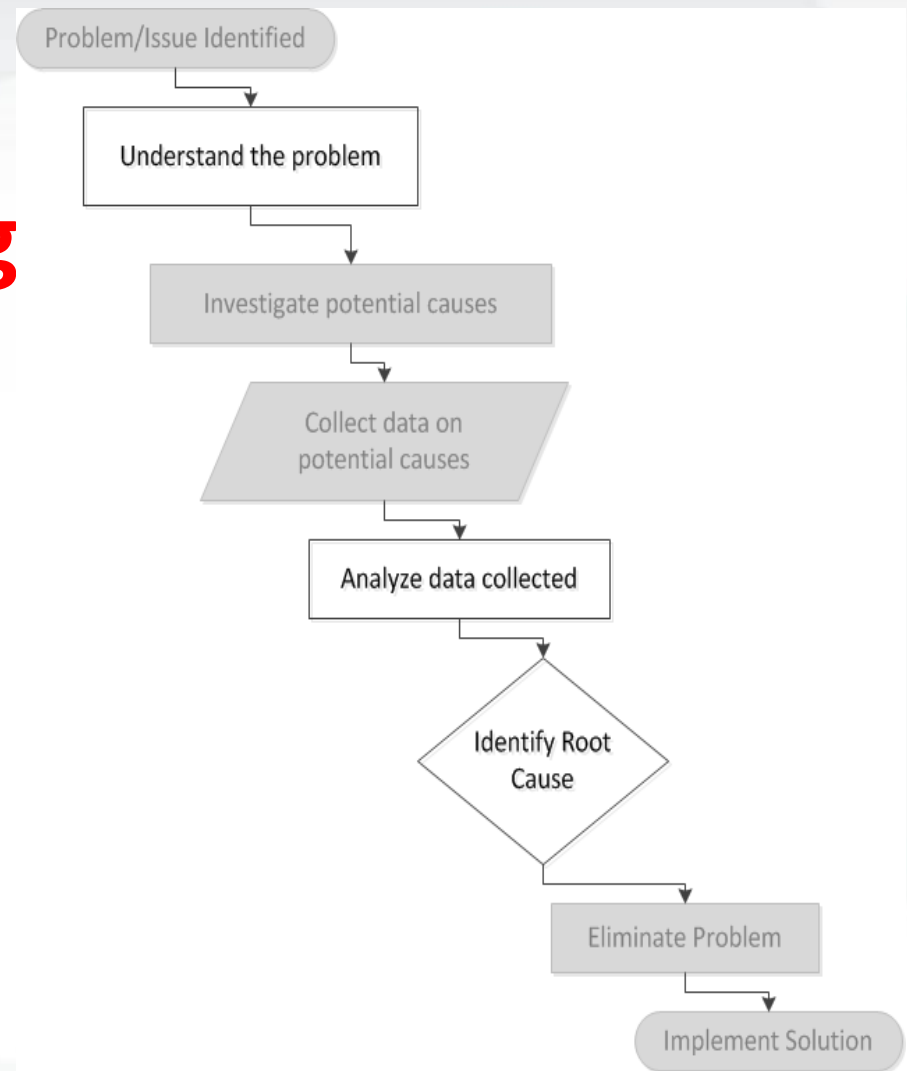 Problem/Issue Identified
Understand the problem
g
Investigate potential causes
Collect data on
potential causes
Analyze data collected
Identify Root
Cause
Eliminate Problem
Implement Solution